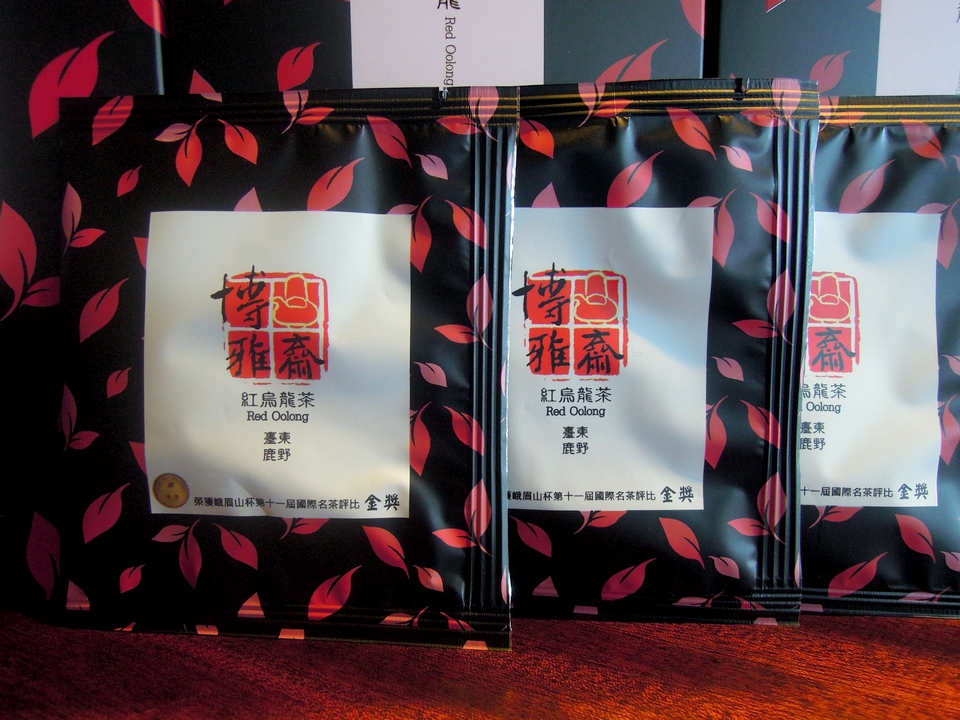 Red Oolong
博
雅齋
紅烏龍茶
Red Oolong
臺東
鹿野
榮獲峨眉山杯第十一屆國際名茶評比 金獎
博
雅齋
紅烏龍茶
Red Oolong
臺東
鹿野
峨眉山杯第十一屆國際名茶評比 金獎
齋
烏龍茶
Oolong
臺東
鹿野
十一屆國際名茶評比 金獎